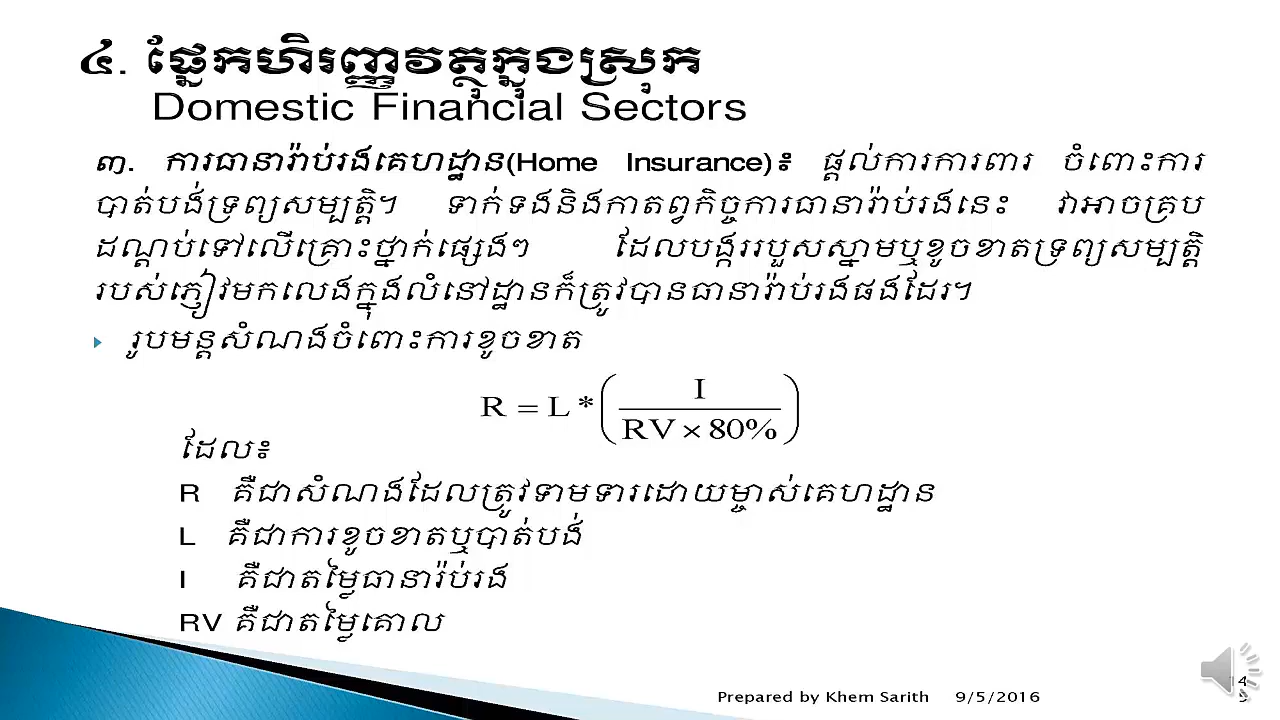 ៤. ផ្នែកហិរញ្ញវត្ថុក្នុងស្រុក
Domestic Financial Sectors
៣. ការធានារ៉ាប់រងគេហដ្ឋាន(Home Insurance)៖ ផ្តល់ការការពារ ចំពោះការ
បាត់បង់ទ្រព្យសម្បត្តិ។ ទាក់ទងនិងកាតព្វកិច្ចការធានារ៉ាប់រងនេះ វាអាចគ្រប
ដណ្តប់ទៅលើគ្រោះថ្នាក់ផ្សេងៗ ដែលបង្ករបួសស្នាមឬខូចខាតទ្រព្យសម្បត្តិ
របស់ភ្ញៀវមកលេងក្នុងលំនៅដ្ឋានក៏ត្រូវបានធានារ៉ាប់រងផងដែរ។
រូបមន្តសំណងចំពោះការខូចខាត
R = L * ( I / RV × 80% )
ដែល៖
R គឺជាសំណងដែលត្រូវទាមទារដោយម្ចាស់គេហដ្ឋាន
L គឺជាការខូចខាតឬបាត់បង់
I គឺជាតម្លៃធានារ៉ប់រង
RV គឺជាតម្លៃគោល
Prepared by Khem Sarith 9/5/2016